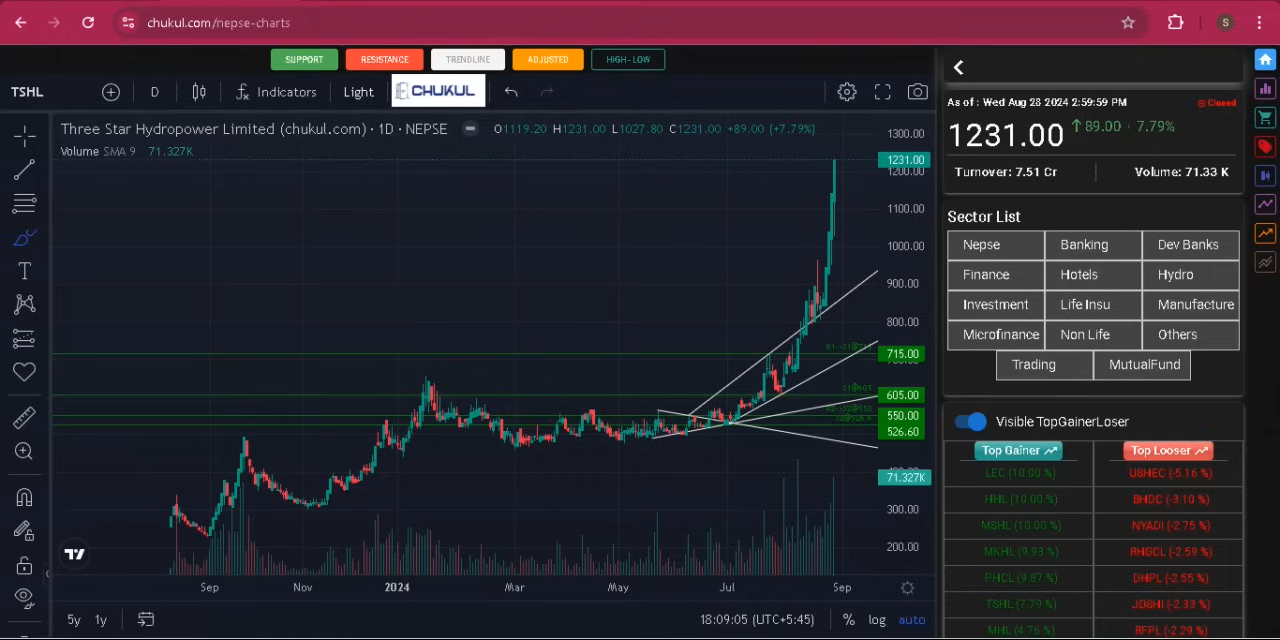 chukul.com/nepse-charts
S
SUPPORT RESISTANCE TRENDLINE ADJUSTED HIGH-LOW
TSHL D Indicators Light CHUKUL
Three Star Hydropower Limited (chukul.com) · 1D · NEPSE O1119.20 H1231.00 L1027.80 C1231.00 +89.00 (+7.79%)
Volume SMA 9 71.327K
1300.00
1231.00
1200.00
1100.00
1000.00
900.00
800.00
715.00
605.00
550.00
526.60
71.327K
300.00
200.00
Sep Nov 2024 Mar May Jul Sep
5y 1y 18:09:05 (UTC+5:45) % log auto
As of : Wed Aug 28 2024 2:59:59 PM Closed
1231.00 89.00 7.79%
Turnover: 7.51 Cr Volume: 71.33 K
Sector List
Nepse Banking Dev Banks
Finance Hotels Hydro
Investment Life Insu Manufacture
Microfinance Non Life Others
Trading MutualFund
Visible TopGainerLoser
Top Gainer Top Looser
LEC (10.00 %) USHEC (-5.16 %)
HHL (10.00 %) BHDC (-3.10 %)
MSHL (10.00 %) NYADI (-2.75 %)
MKHL (9.93 %) RHGCL (-2.59 %)
PHCL (9.87 %) DHPL (-2.55 %)
TSHL (7.79 %) JOSHI (-2.33 %)
MHL (4.76 %) RFPL (-2.29 %)